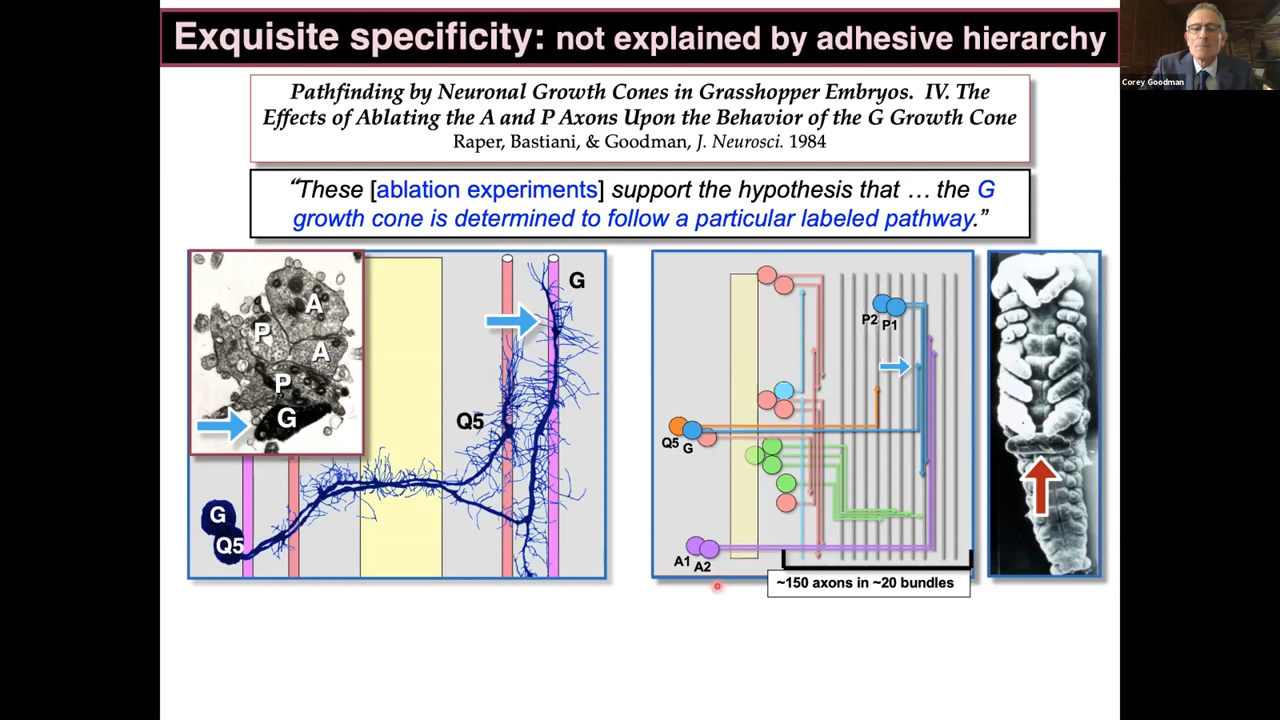 Exquisite specificity: not explained by adhesive hierarchy
Corey Goodman
Pathfinding by Neuronal Growth Cones in Grasshopper Embryos. IV. The
Effects of Ablating the A and P Axons Upon the Behavior of the G Growth Cone
Raper, Bastiani, & Goodman, J. Neurosci. 1984
“These [ablation experiments] support the hypothesis that … the G
growth cone is determined to follow a particular labeled pathway.”
A
P
A
P
G
G
Q5
G
Q5
P2 P1
Q5 G
A1 A2
~150 axons in ~20 bundles